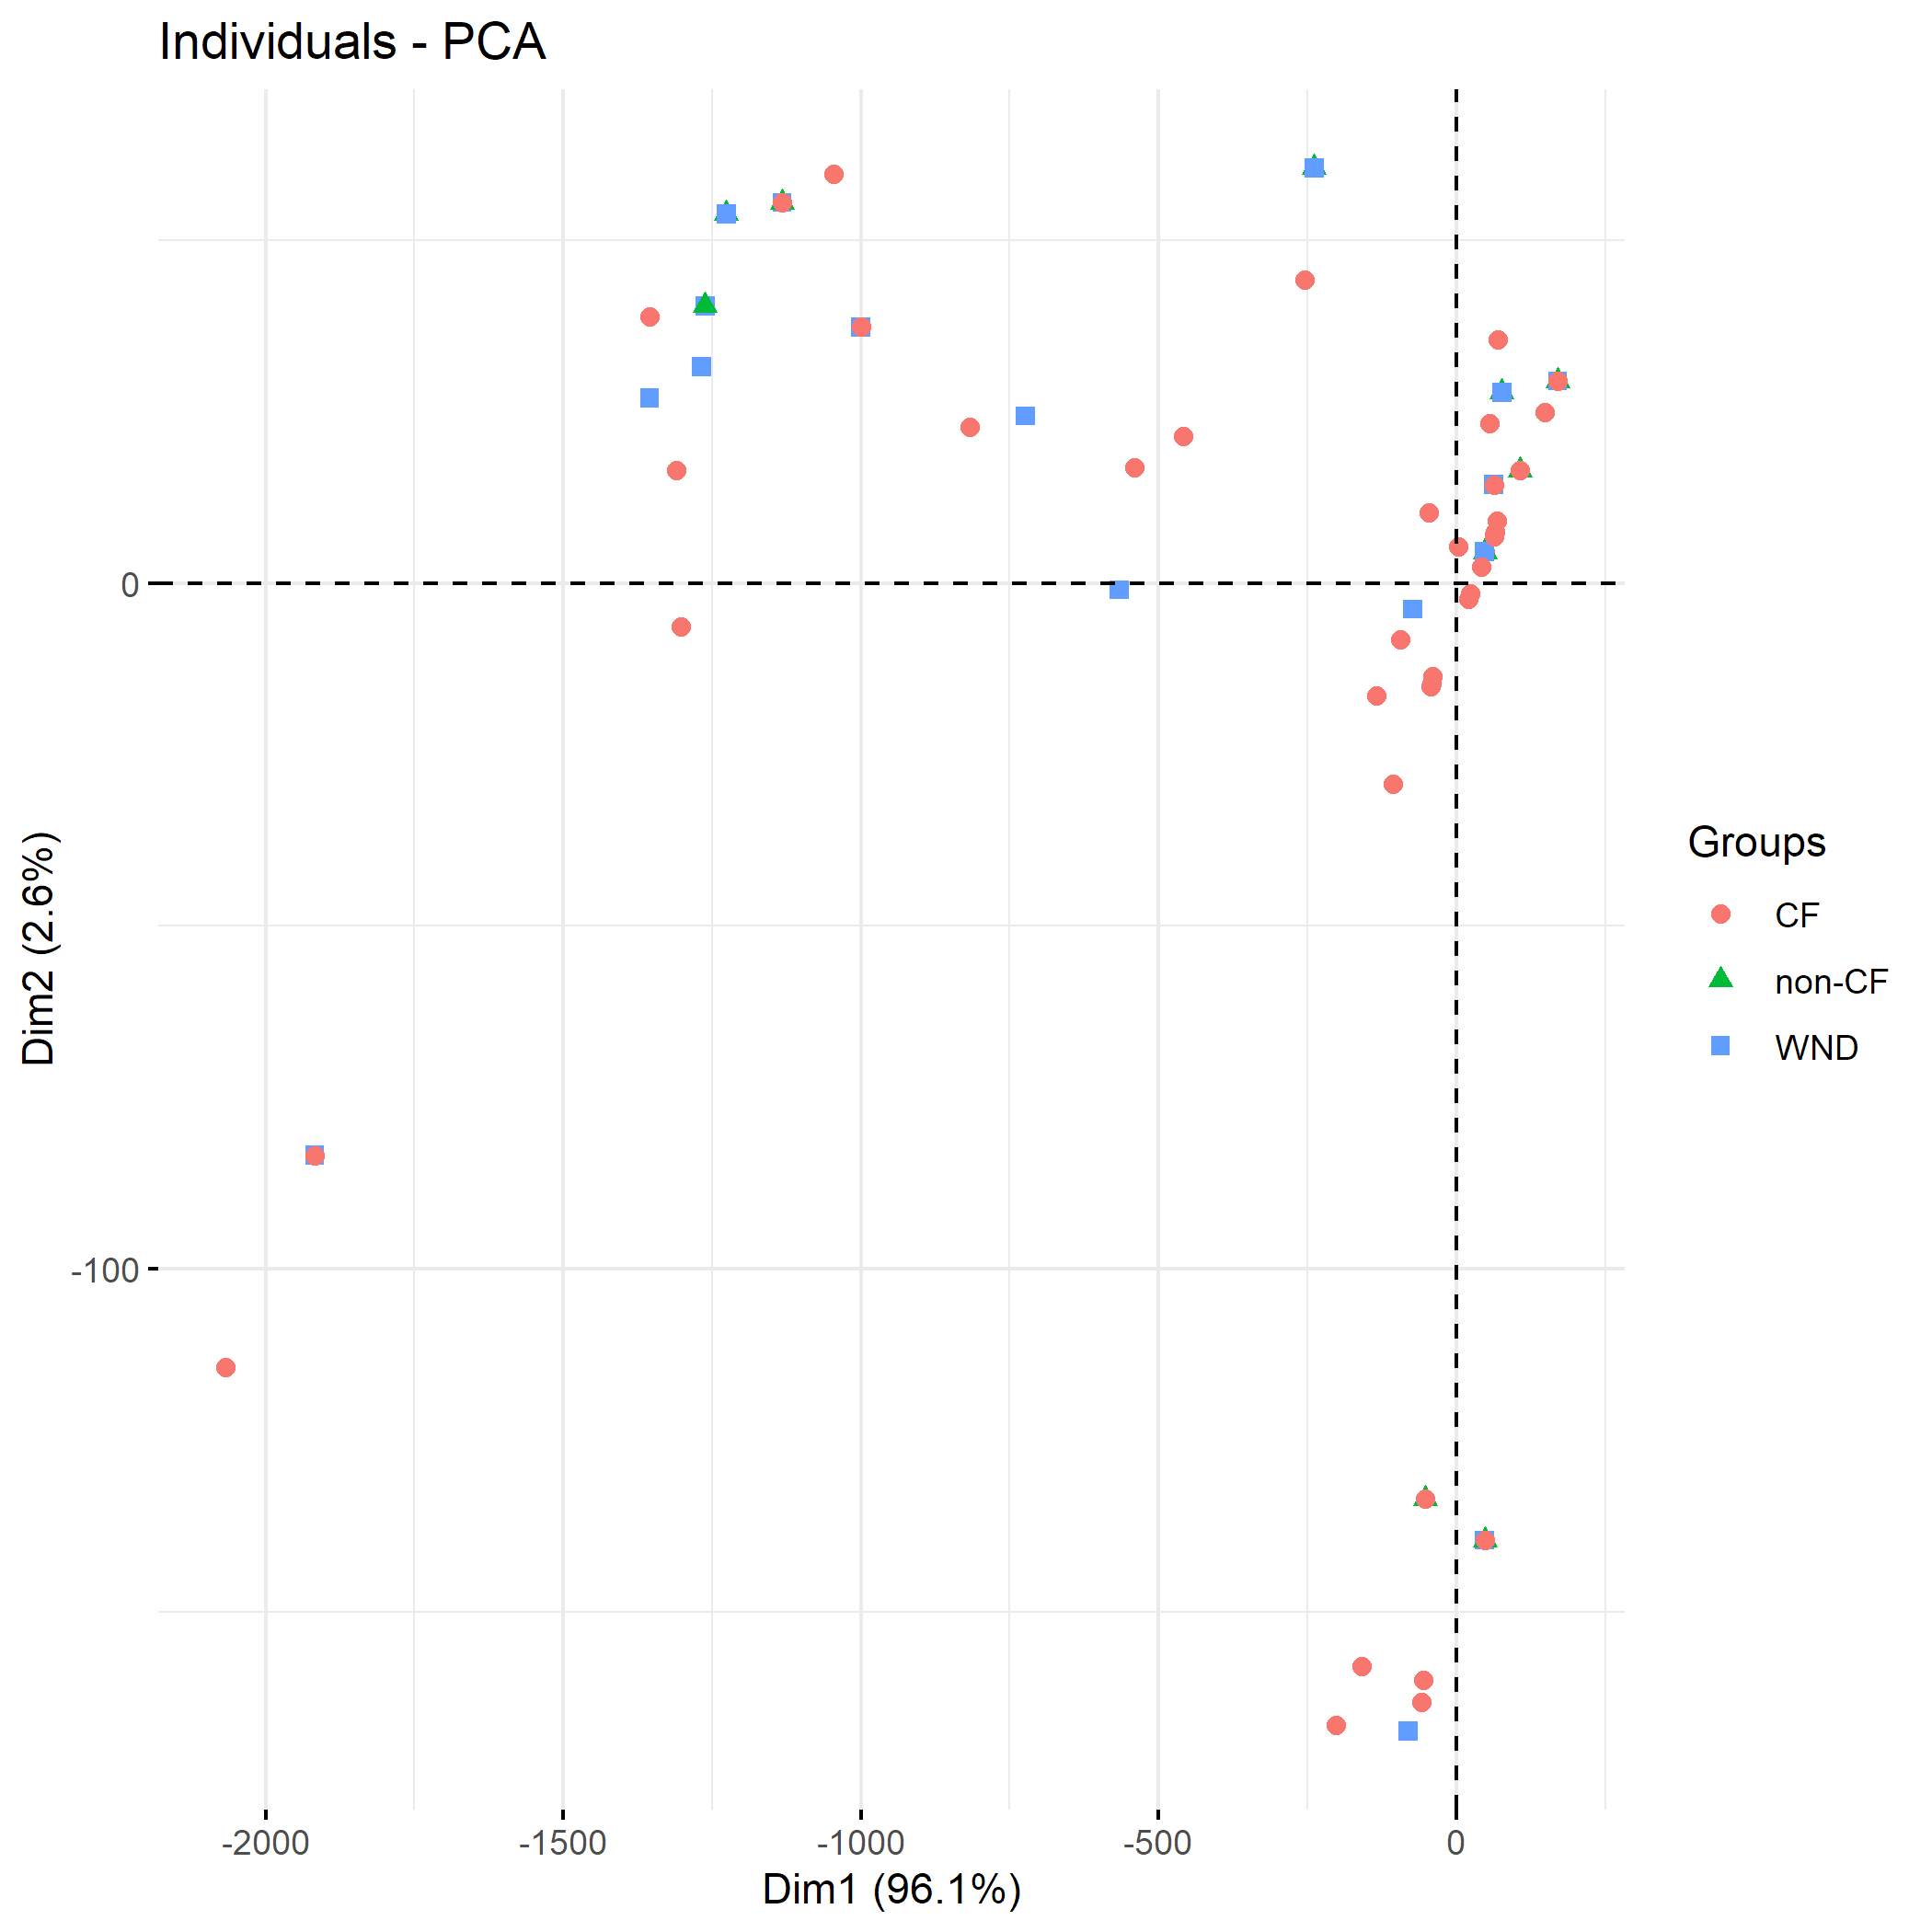 Individuals - PCA
0
-100
Dim2 (2.6%)
-2000 -1500 -1000 -500 0
Dim1 (96.1%)
Groups
CF
non-CF
WND